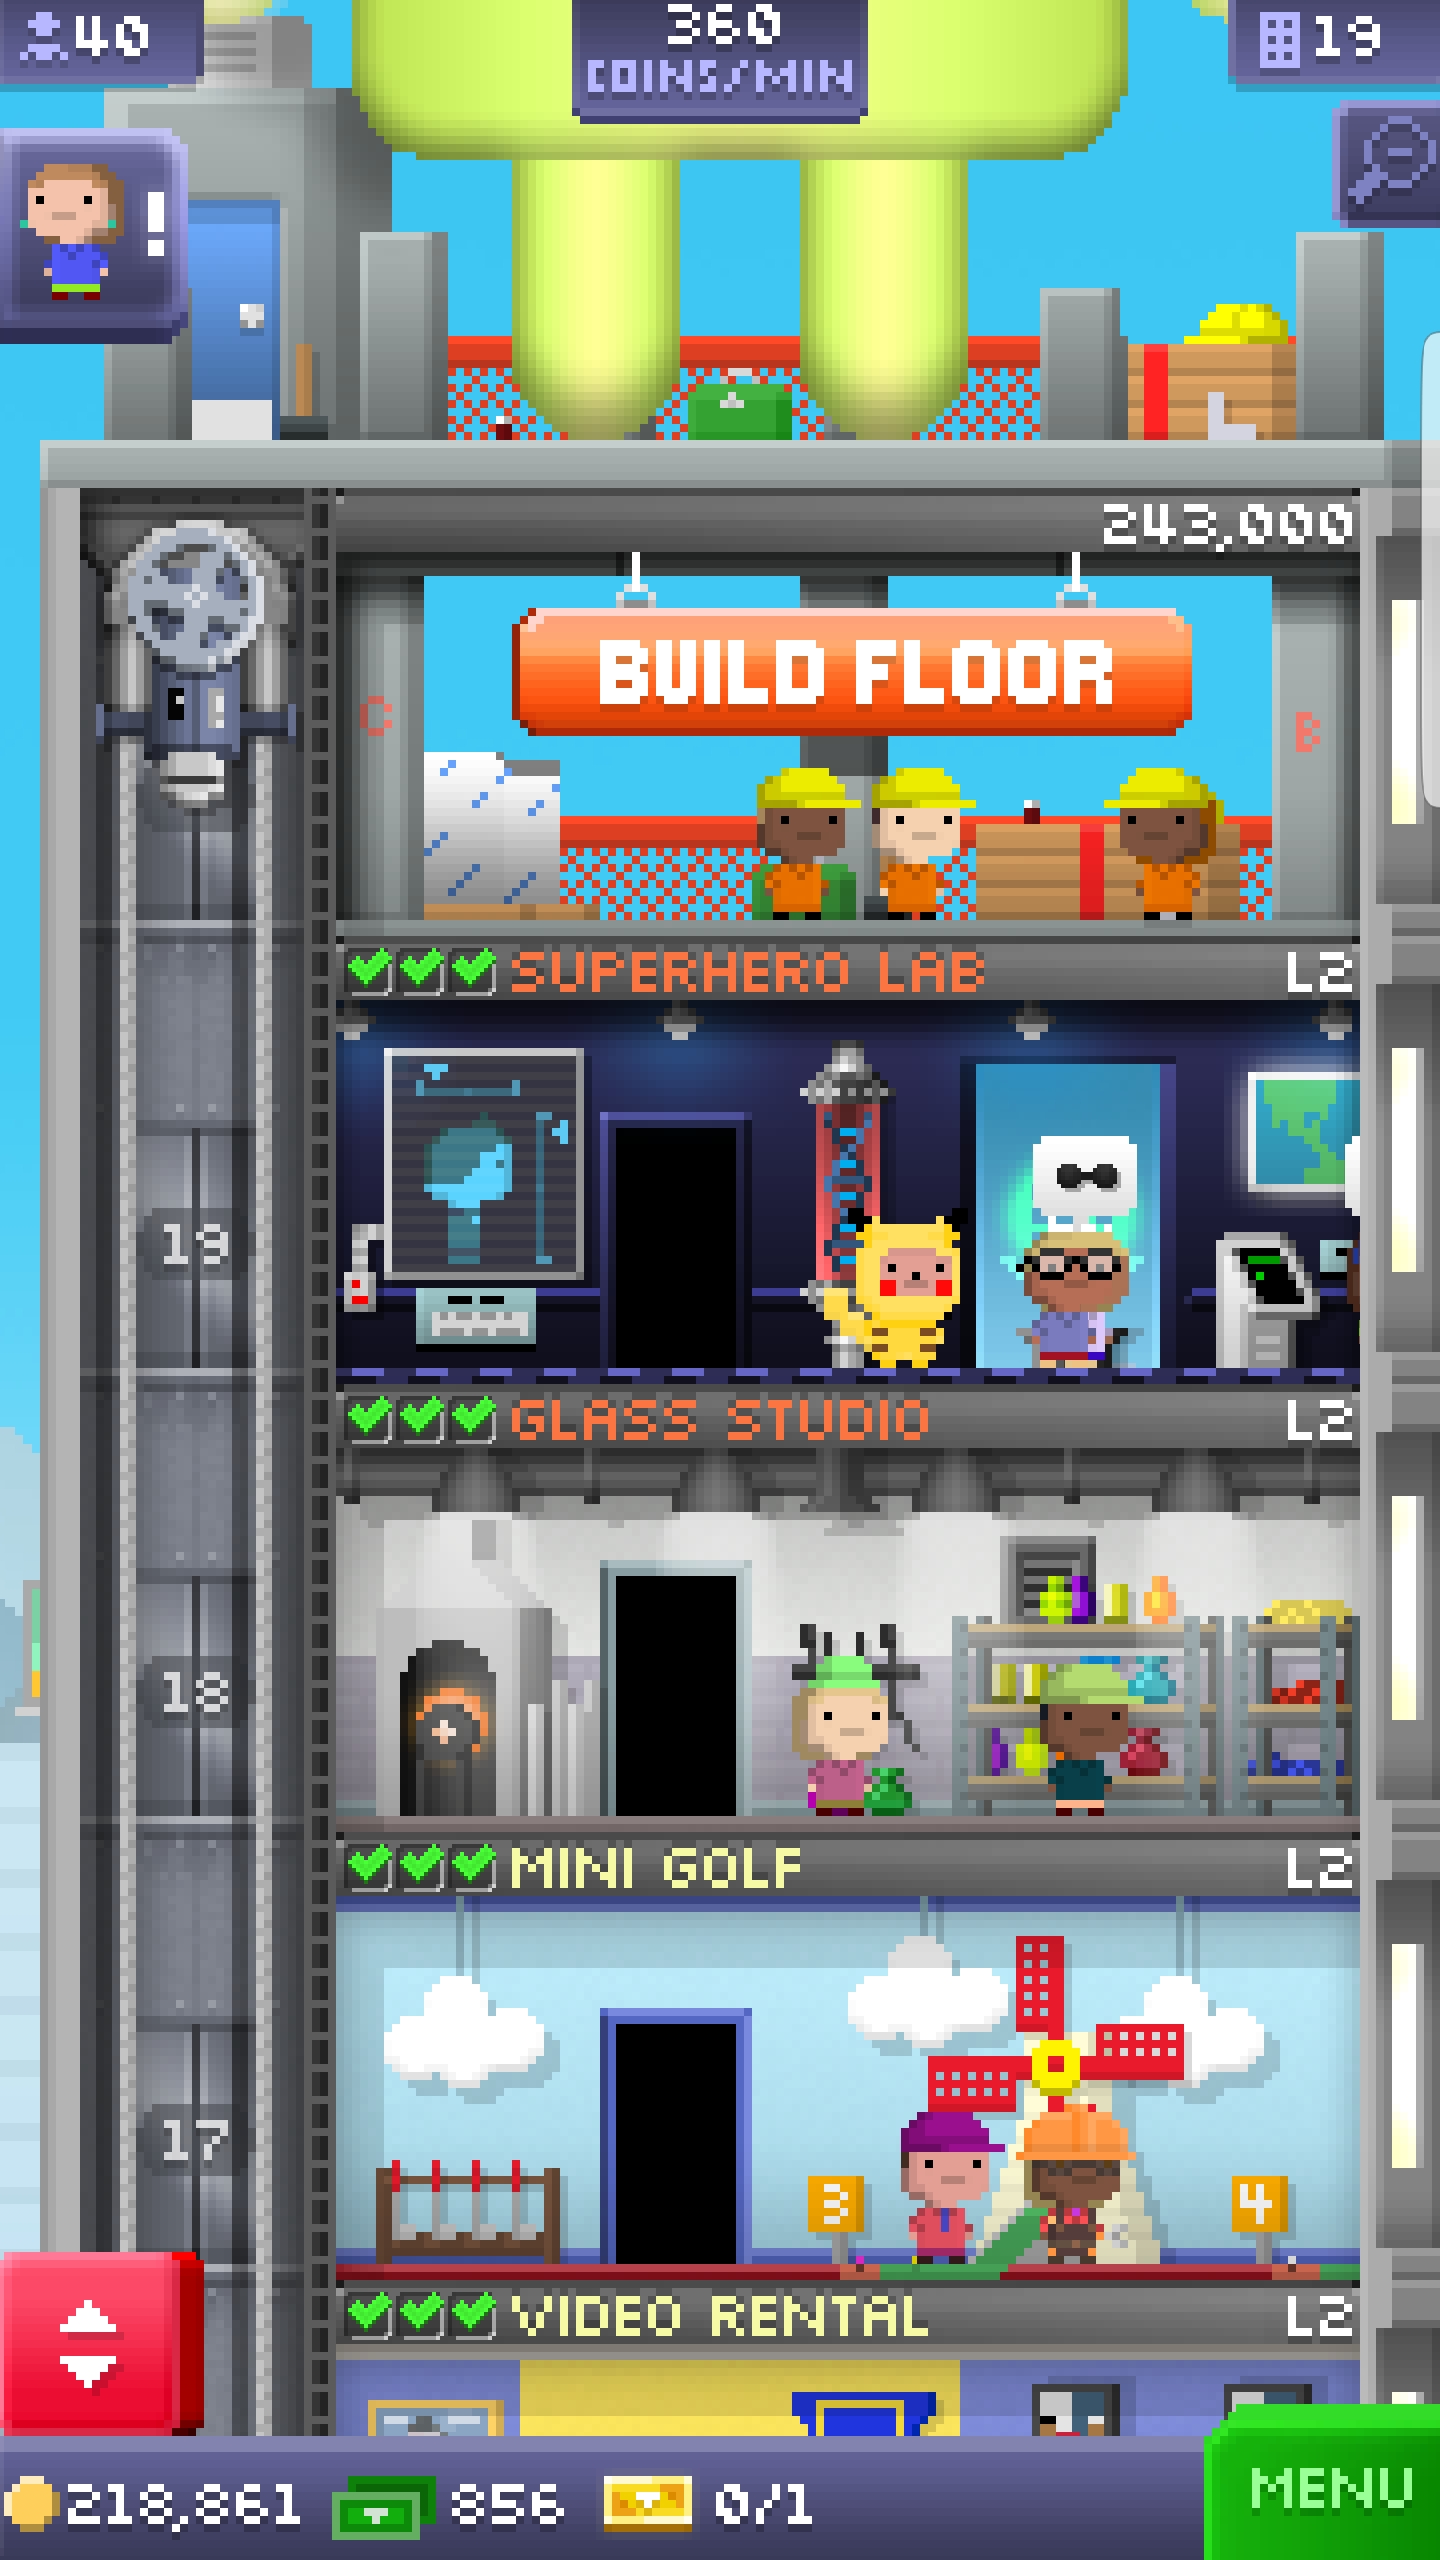 40
360
COINS/MIN
19
!
243,000
BUILD FLOOR
C
B
SUPERHERO LAB L2
19
GLASS STUDIO L2
18
MINI GOLF L2
17
3
4
VIDEO RENTAL L2
218,861 856 0/1
MENU